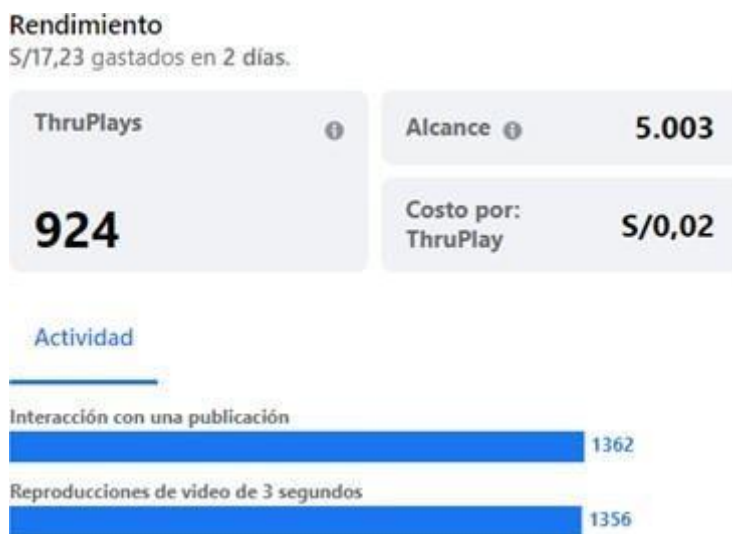 Rendimiento
S/17,23 gastados en 2 días.
ThruPlays
924
Alcance
5.003
Costo por:
ThruPlay
S/0,02
Actividad
Interacción con una publicación
1362
Reproducciones de video de 3 segundos
1356